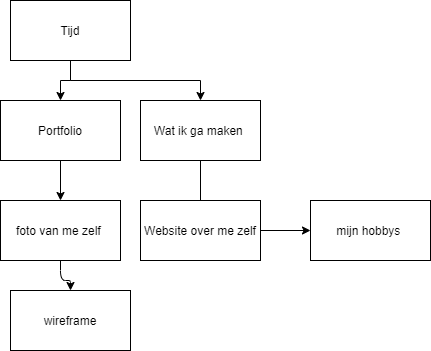 Tijd
Portfolio
Wat ik ga maken
foto van me zelf
Website over me zelf
mijn hobbys
wireframe